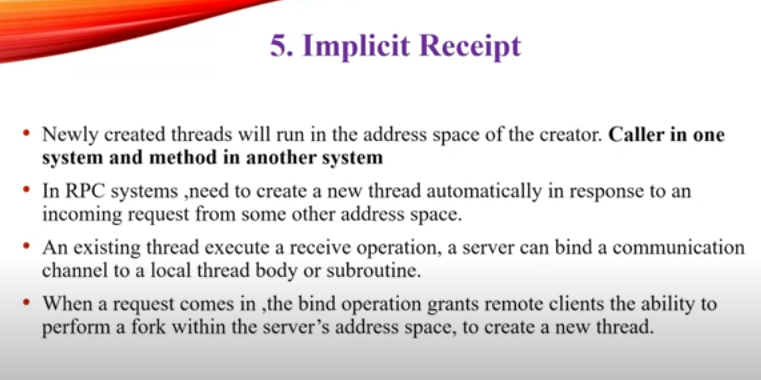 5. Implicit Receipt
• Newly created threads will run in the address space of the creator. Caller in one
system and method in another system
• In RPC systems ,need to create a new thread automatically in response to an
incoming request from some other address space.
• An existing thread execute a receive operation, a server can bind a communication
channel to a local thread body or subroutine.
• When a request comes in ,the bind operation grants remote clients the ability to
perform a fork within the server’s address space, to create a new thread.